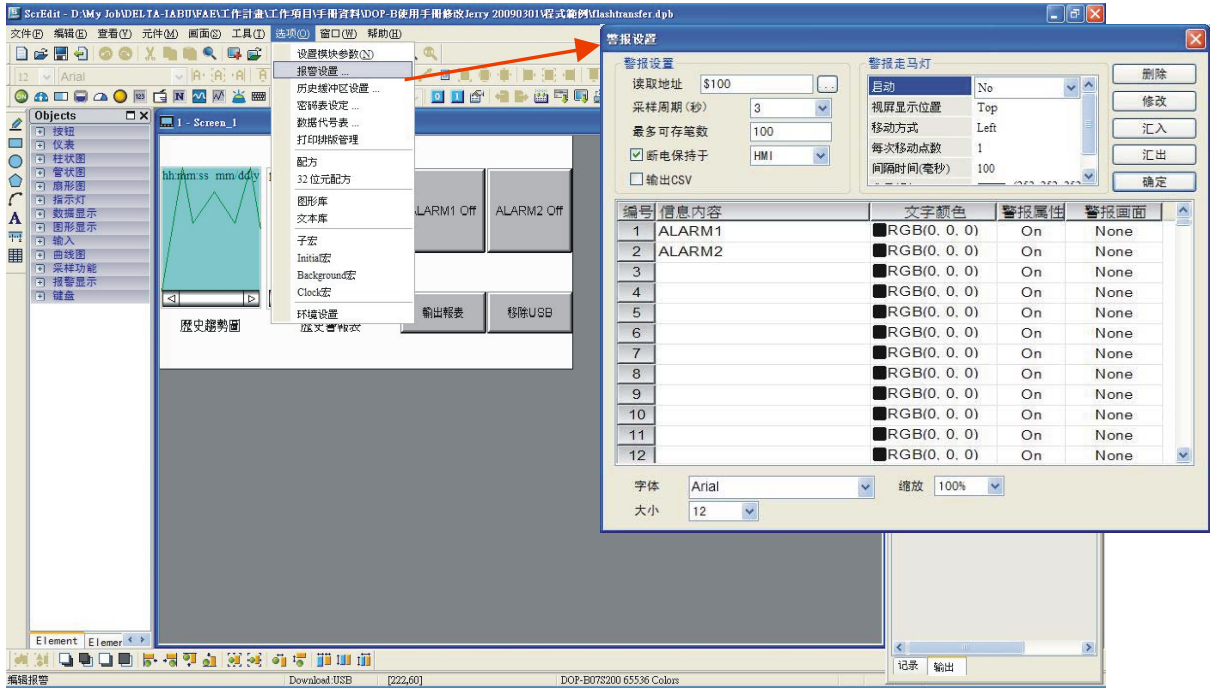 ScrEdit - D:\My Job\DELTA-IABU\FAE\工作計畫\工作項目\手冊資料\DOP-B使用手冊修改Jerry 20090301\程式範例\flashtransfer.dpb
文件(F) 编辑(E) 查看(V) 元件(M) 画面(S) 工具(T) 选项(O) 窗口(W) 帮助(H)
12 Arial
设置模块参数(N)
报警设置 ...
历史缓冲区设置 ...
密码表设定 ...
数据代号表 ...
打印排版管理
配方
32 位元配方
图形库
文本库
子宏
Initial宏
Background宏
Clock宏
环境设置
Objects
按钮
仪表
柱状图
管状图
扇形图
指示灯
数据显示
图形显示
输入
曲线图
采样功能
报警显示
键盘
Element
1 - Screen_1
hh:mm:ss mm/dd/y
ALARM1 Off
ALARM2 Off
歷史趨勢圖
歷史警報表
輸出報表
移除USB
警报设置
警报设置
读取地址 $100 ...
采样周期(秒) 3
最多可存笔数 100
断电保持于 HMI
输出CSV
警报走马灯
启动 No
视屏显示位置 Top
移动方式 Left
每次移动点数 1
间隔时间(毫秒) 100
删除
修改
汇入
汇出
确定
编号 信息内容 文字颜色 警报属性 警报画面
1 ALARM1 RGB(0, 0, 0) On None
2 ALARM2 RGB(0, 0, 0) On None
3 RGB(0, 0, 0) On None
4 RGB(0, 0, 0) On None
5 RGB(0, 0, 0) On None
6 RGB(0, 0, 0) On None
7 RGB(0, 0, 0) On None
8 RGB(0, 0, 0) On None
9 RGB(0, 0, 0) On None
10 RGB(0, 0, 0) On None
11 RGB(0, 0, 0) On None
12 RGB(0, 0, 0) On None
字体 Arial 缩放 100%
大小 12
记录 输出
编辑报警 Download:USB [222,60] DOP-B07S200 65536 Colors